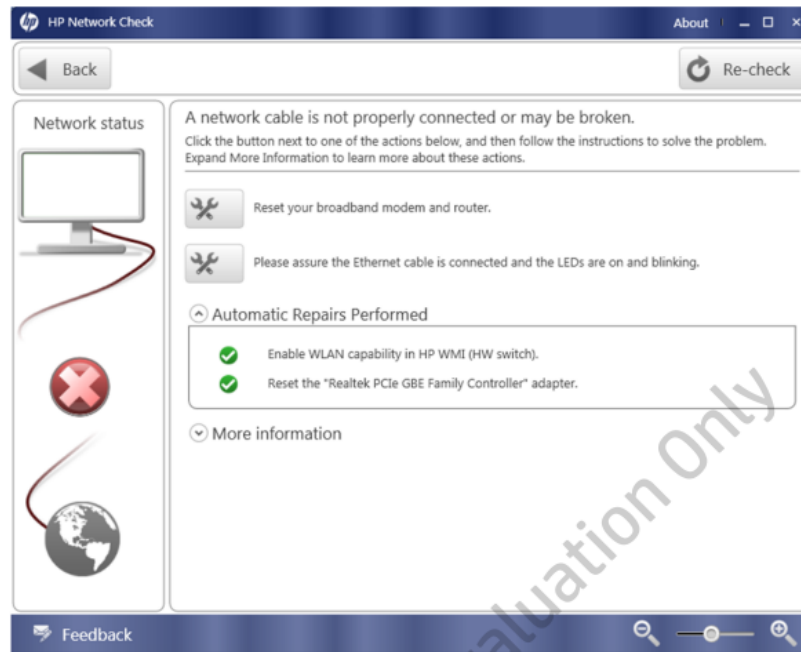 hp HP Network Check
About
Back
Re-check
Network status
A network cable is not properly connected or may be broken.
Click the button next to one of the actions below, and then follow the instructions to solve the problem.
Expand More Information to learn more about these actions.
Reset your broadband modem and router.
Please assure the Ethernet cable is connected and the LEDs are on and blinking.
Automatic Repairs Performed
Enable WLAN capability in HP WMI (HW switch).
Reset the "Realtek PCIe GBE Family Controller" adapter.
More information
Only
Feedback